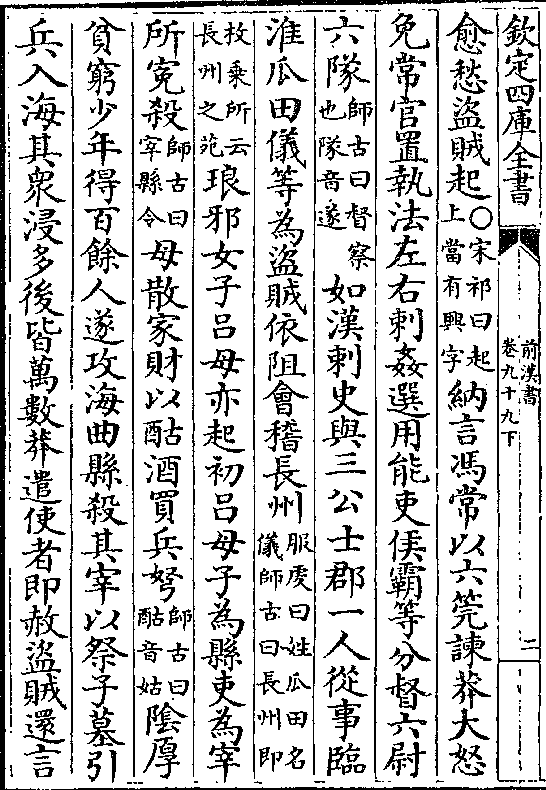 欽定四庫全書
前漢書
卷九十九下
二
愈愁盜賊起○宋祁曰起上當有興字納言馮常以六筦諫莽大怒
免常官置執法左右刺姦選用能吏侯霸等分督六尉
六隊師古曰督察也隊音遂如漢刺史與三公士郡一人從事臨
淮瓜田儀等為盜賊依阻會稽長州服虔曰姓瓜田名儀師古曰長州即
枚乘所云長州之苑琅邪女子呂母亦起初呂母子為縣吏為宰
所寃殺師古曰宰縣令母散家財以酤酒買兵弩師古曰酤音姑隂厚
貧窮少年得百餘人遂攻海曲縣殺其宰以祭子墓引
兵入海其衆浸多後皆萬數莽遣使者即赦盜賊還言